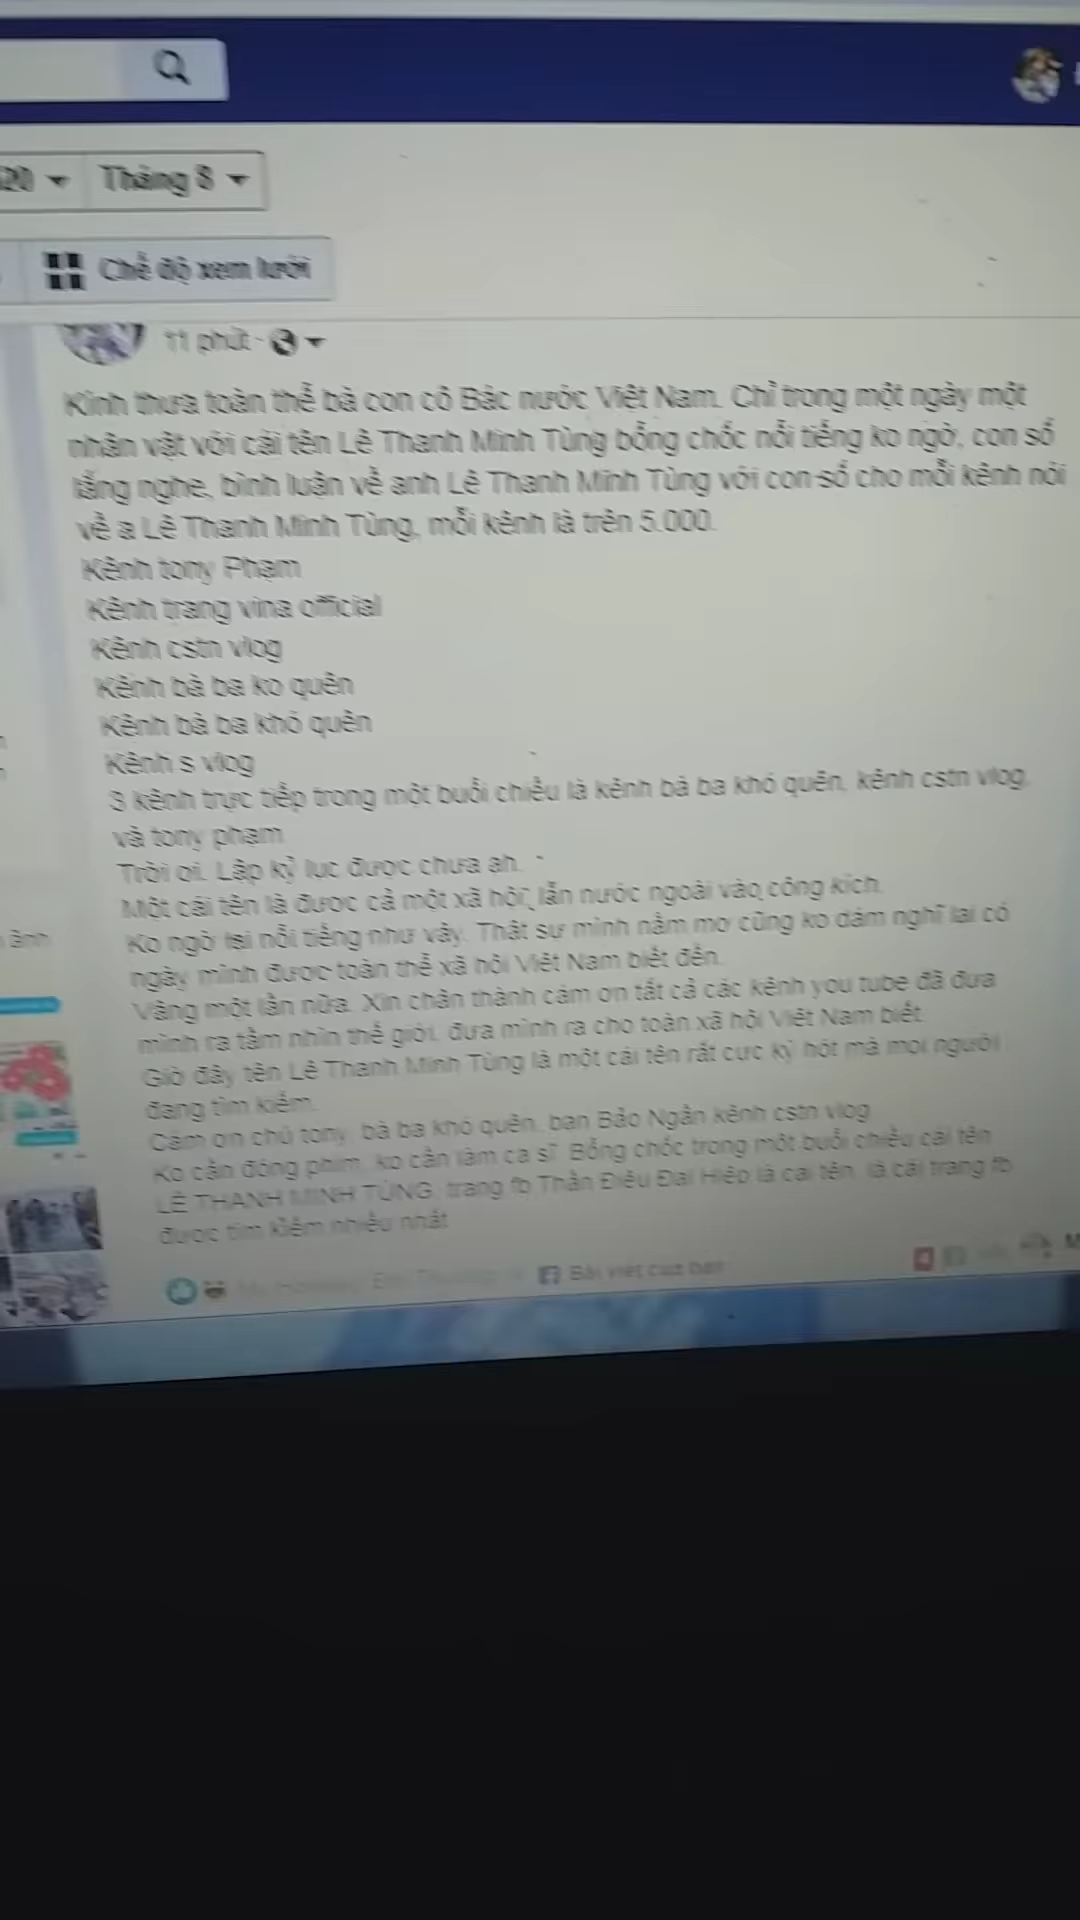 Tháng 8
Chế độ xem lưới
11 phút
Kính thưa toàn thể bà con cô Bác nước Việt Nam. Chỉ trong một ngày một
nhân vật với cái tên Lê Thanh Minh Tùng bỗng chốc nổi tiếng ko ngờ, con số
lắng nghe, bình luận về anh Lê Thanh Minh Tùng với con số cho mỗi kênh nói
về a Lê Thanh Minh Tùng, mỗi kênh là trên 5.000.
Kênh tony Phạm
Kênh trang vina official
Kênh cstn vlog
Kênh bà ba ko quên
Kênh bà ba khó quên
Kênh s vlog
3 kênh trực tiếp trong một buổi chiều là kênh bà ba khó quên, kênh cstn vlog,
và tony phạm
Trời ơi. Lập kỷ lục được chưa ah.
Một cái tên là được cả một xã hội, lẫn nước ngoài vào công kích.
Ko ngờ lại nổi tiếng như vậy. Thật sự mình nằm mơ cũng ko dám nghĩ lại có
ngày mình được toàn thể xã hội Việt Nam biết đến.
Vâng một lần nữa. Xin chân thành cám ơn tất cả các kênh you tube đã đưa
mình ra tầm nhìn thế giới, đưa mình ra cho toàn xã hội Việt Nam biết.
Giờ đây tên Lê Thanh Minh Tùng là một cái tên rất cực kỳ hót mà mọi người
đang tìm kiếm.
Cám ơn chú tony, bà ba khó quên, bạn Bảo Ngân kênh cstn vlog
Ko cần đóng phim, ko cần làm ca sĩ. Bỗng chốc trong một buổi chiều cái tên
LÊ THANH MINH TÙNG, trang fb Thần Điêu Đại Hiệp là cái tên, là cái trang fb
được tìm kiếm nhiều nhất
Bài viết của bạn
ảnh